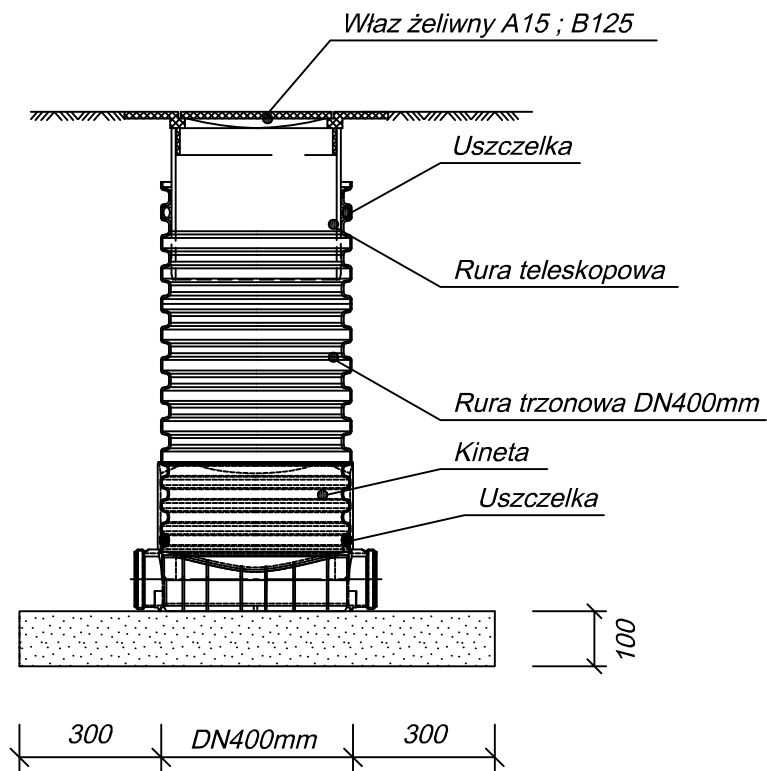 Właz żeliwny A15 ; B125
Uszczelka
Rura teleskopowa
Rura trzonowa DN400mm
Kineta
Uszczelka
100
300
DN400mm
300